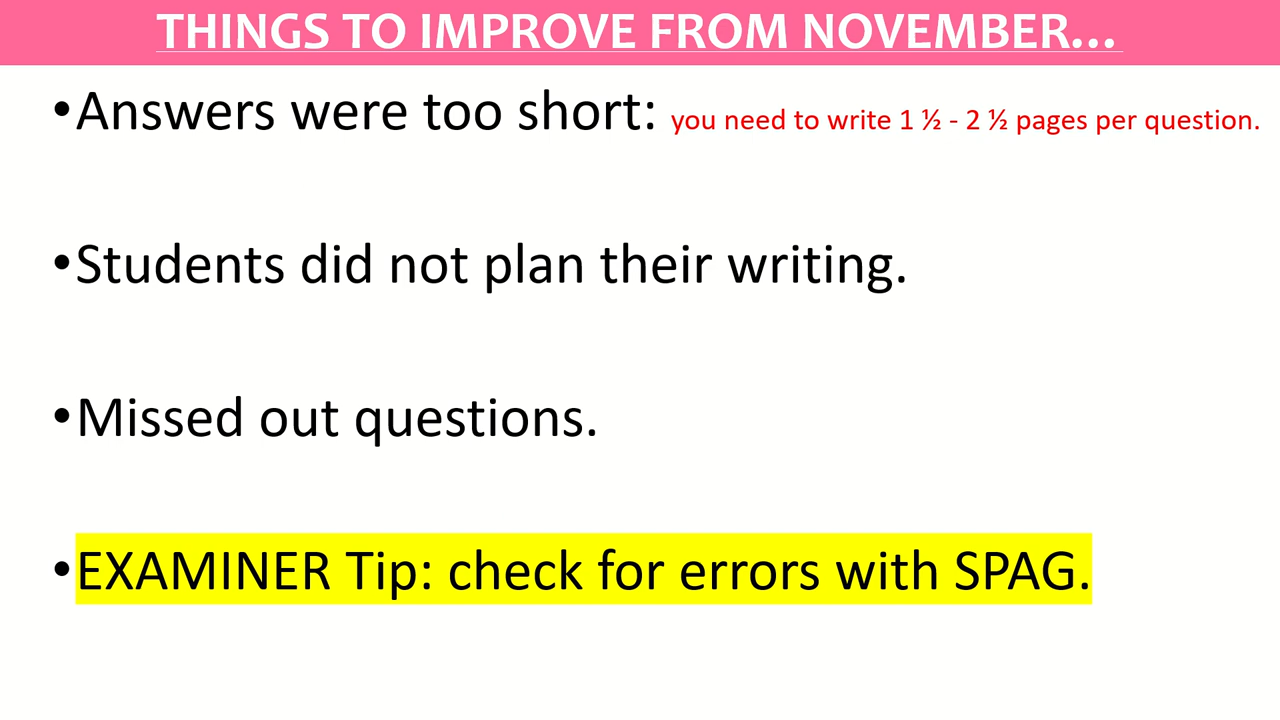 THINGS TO IMPROVE FROM NOVEMBER...
•Answers were too short: you need to write 1 ½ - 2 ½ pages per question.
•Students did not plan their writing.
•Missed out questions.
•EXAMINER Tip: check for errors with SPAG.